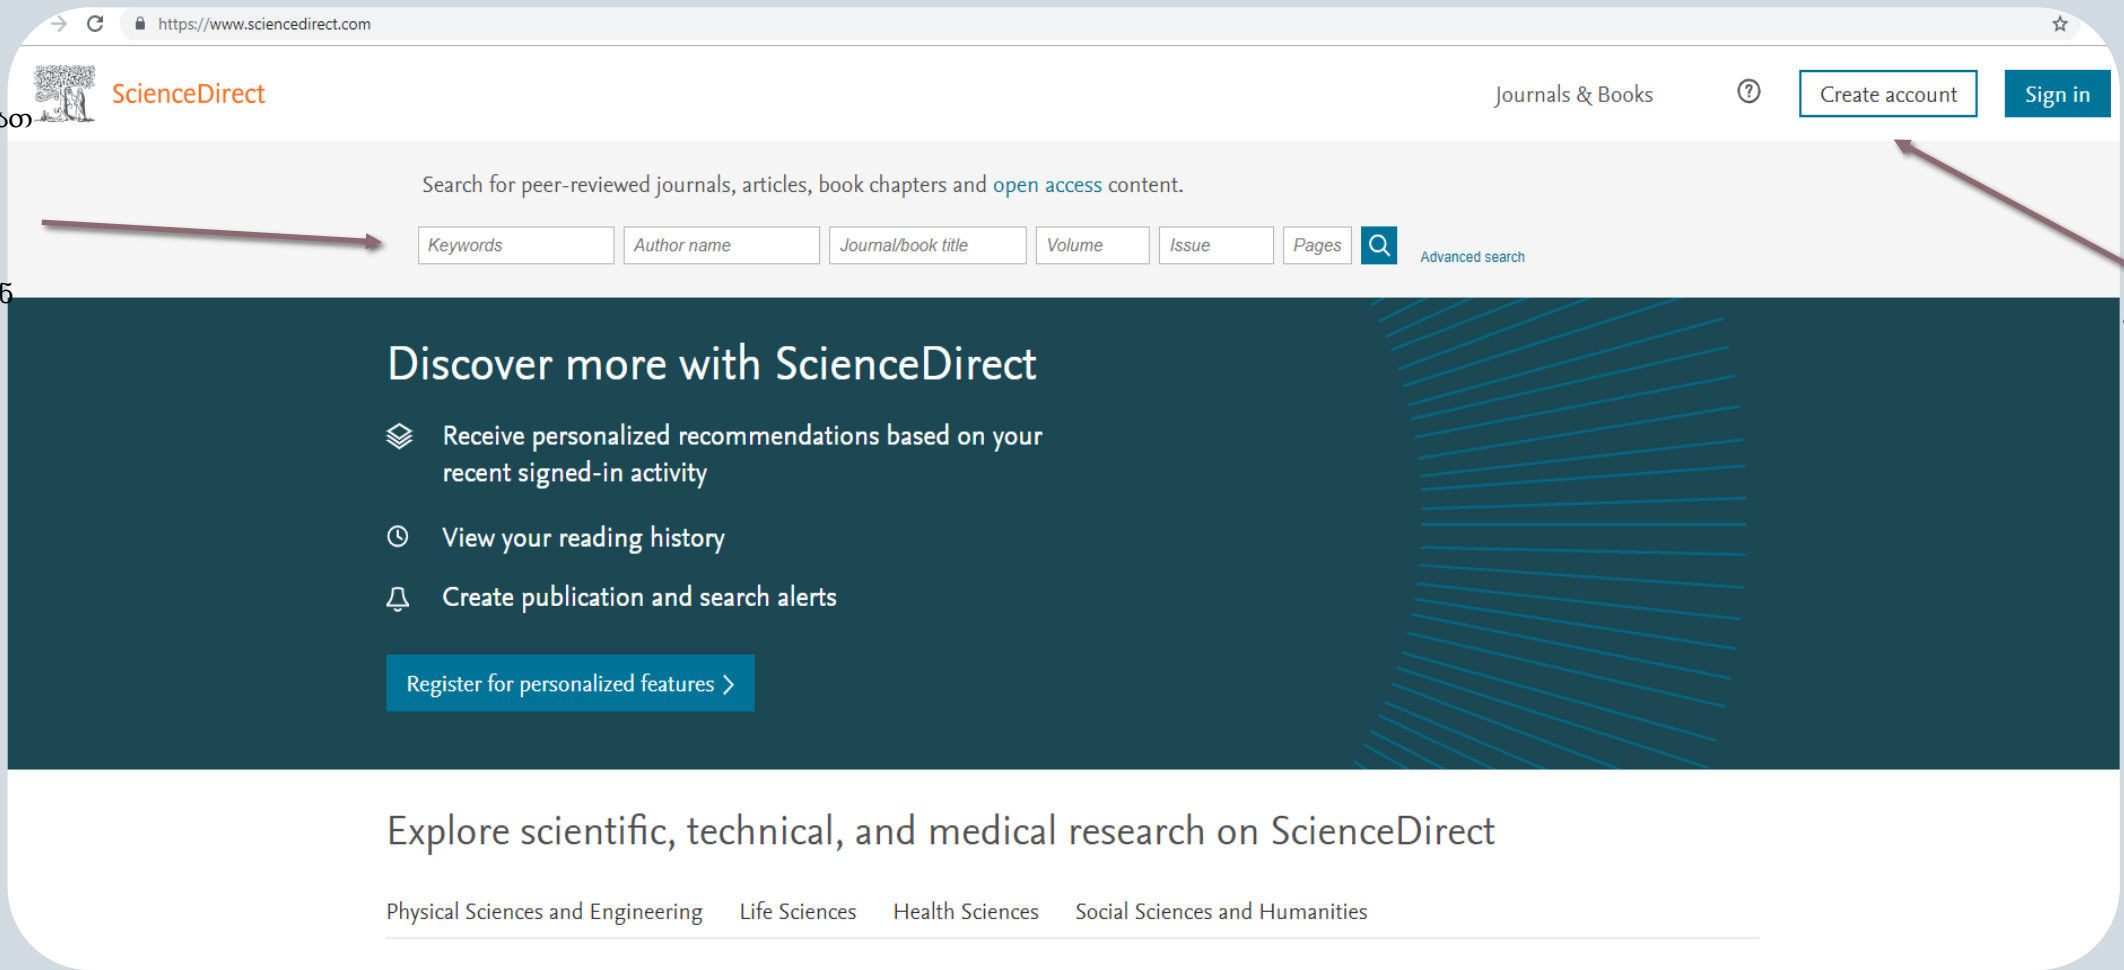 https://www.sciencedirect.com
ScienceDirect
Journals & Books
Create account
Sign in
Search for peer-reviewed journals, articles, book chapters and open access content.
Keywords Author name Journal/book title Volume Issue Pages Advanced search
Discover more with ScienceDirect
Receive personalized recommendations based on your
recent signed-in activity
View your reading history
Create publication and search alerts
Register for personalized features
Explore scientific, technical, and medical research on ScienceDirect
Physical Sciences and Engineering Life Sciences Health Sciences Social Sciences and Humanities